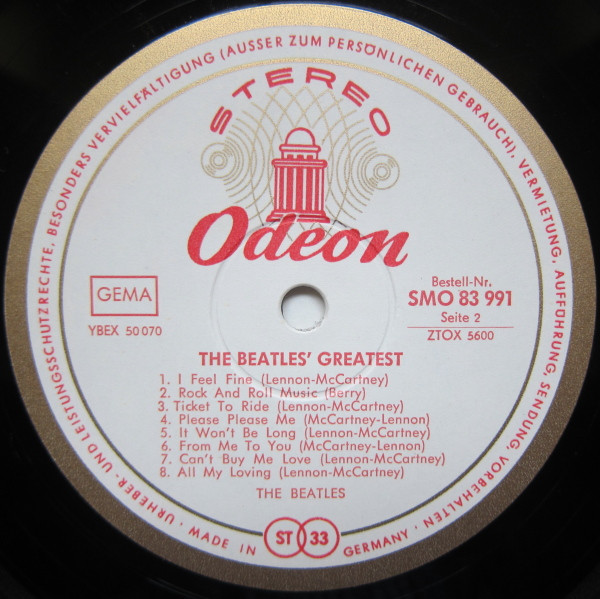 URHEBER- UND LEISTUNGSSCHUTZRECHTE, BESONDERS VERVIELFÄLTIGUNG (AUSSER ZUM PERSÖNLICHEN GEBRAUCH), VERMIETUNG, AUFFÜHRUNG, SENDUNG, VORBEHALTEN ·
STEREO
Odeon
GEMA
YBEX 50 070
Bestell-Nr.
SMO 83 991
Seite 2
ZTOX 5600
THE BEATLES' GREATEST
1. I Feel Fine (Lennon-McCartney)
2. Rock And Roll Music (Berry)
3. Ticket To Ride (Lennon-McCartney)
4. Please Please Me (McCartney-Lennon)
5. It Won't Be Long (Lennon-McCartney)
6. From Me To You (McCartney-Lennon)
7. Can't Buy Me Love (Lennon-McCartney)
8. All My Loving (Lennon-McCartney)
THE BEATLES
· MADE IN ST 33 GERMANY ·